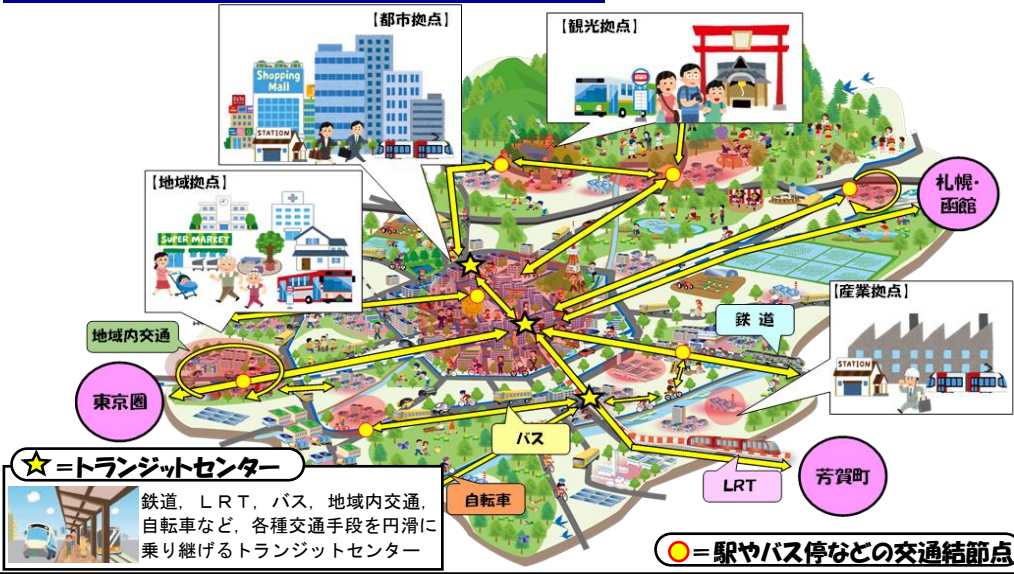 【都市拠点】
Shopping
Mall
STATION
【観光拠点】
【地域拠点】
SUPER MARKET
札幌・
函館
【産業拠点】
STATION
鉄 道
地域内交通
東京圏
バス
LRT
芳賀町
自転車
☆=トランジットセンター
鉄道，ＬＲＴ，バス，地域内交通，
自転車など，各種交通手段を円滑に
乗り継げるトランジットセンター
○=駅やバス停などの交通結節点